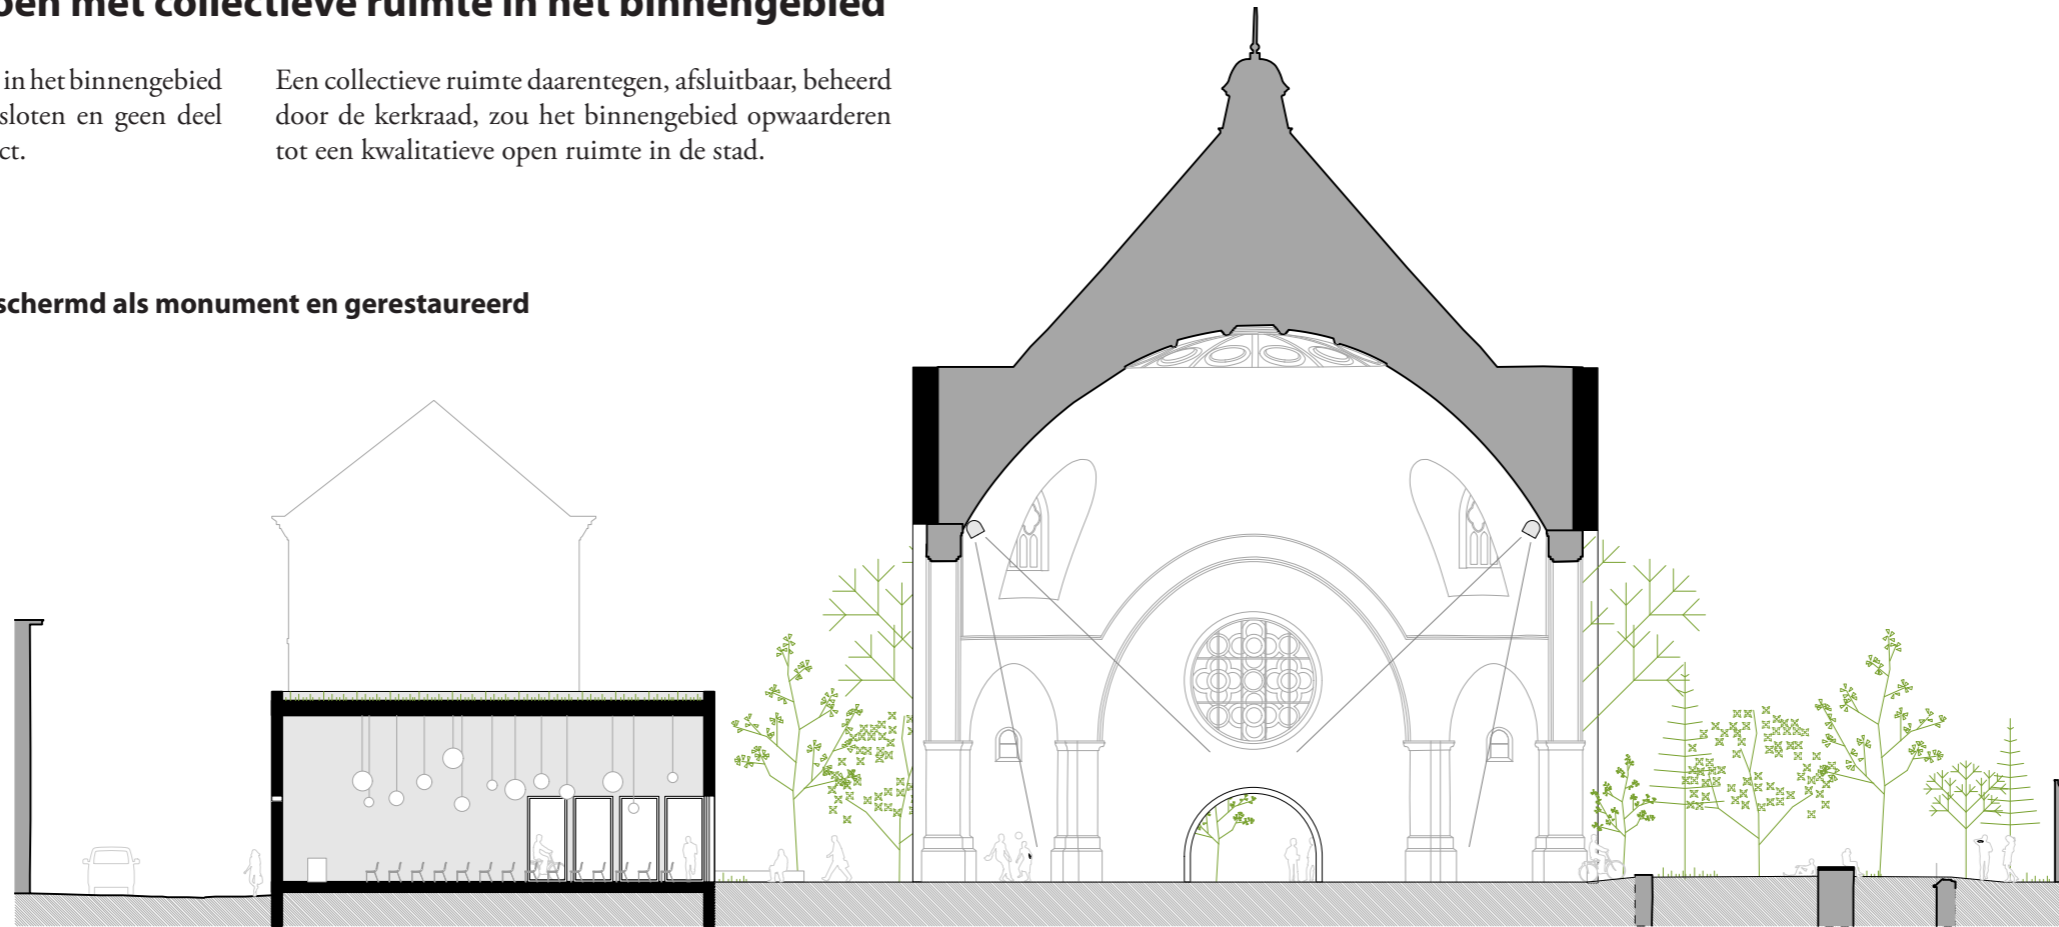 oen met collectieve ruimte in het binnengebied
in het binnengebied
sloten en geen deel
ct.
Een collectieve ruimte daarentegen, afsluitbaar, beheerd
door de kerkraad, zou het binnengebied opwaarderen
tot een kwalitatieve open ruimte in de stad.
schermd als monument en gerestaureerd